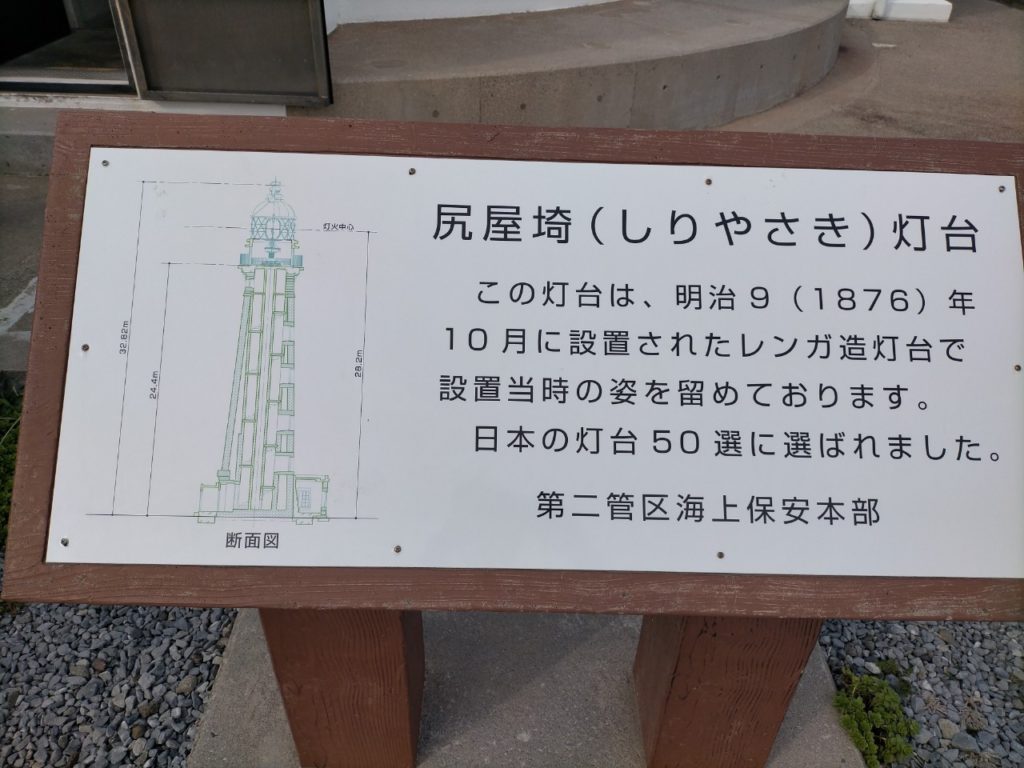 尻屋埼(しりやさき)灯台
この灯台は、明治9(1876)年
10月に設置されたレンガ造灯台で
設置当時の姿を留めております。
日本の灯台50選に選ばれました。
第二管区海上保安本部
灯火中心
32.82m
24.4m
28.2m
断面図